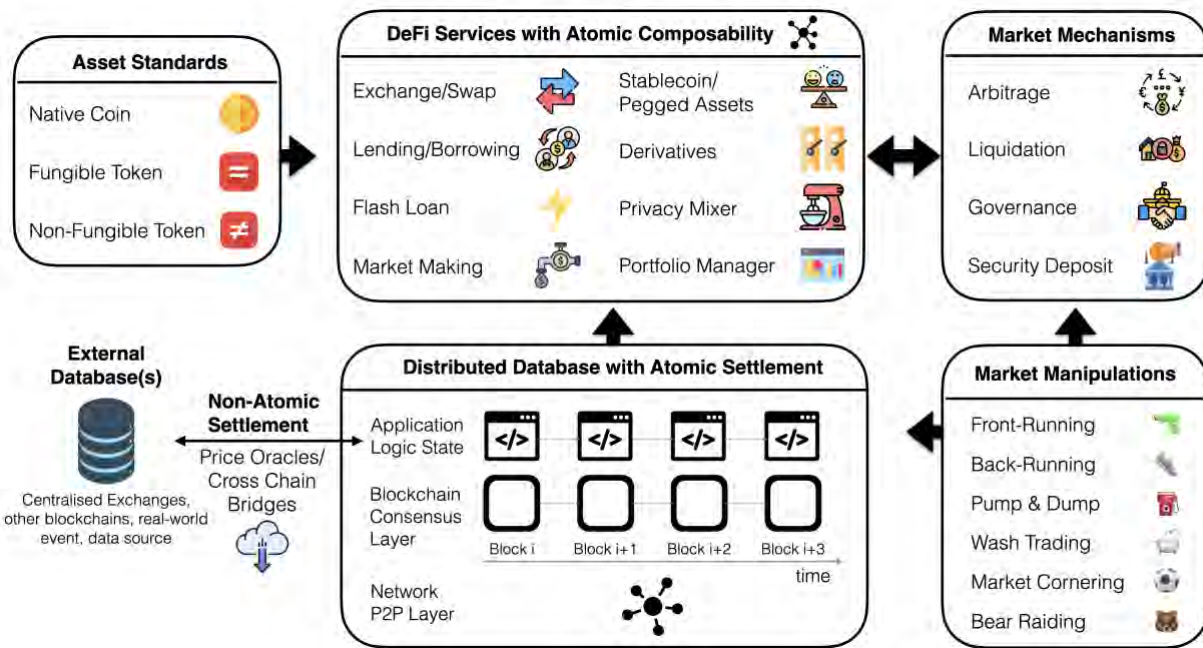 Asset Standards
Native Coin
Fungible Token
Non-Fungible Token
DeFi Services with Atomic Composability
Exchange/Swap
Lending/Borrowing
Flash Loan
Market Making
Stablecoin/
Pegged Assets
Derivatives
Privacy Mixer
Portfolio Manager
Market Mechanisms
Arbitrage
Liquidation
Governance
Security Deposit
External
Database(s)
Centralised Exchanges,
other blockchains, real-world
event, data source
Non-Atomic
Settlement
Price Oracles/
Cross Chain
Bridges
Distributed Database with Atomic Settlement
Application
Logic State
</> </> </> </>
Blockchain
Consensus
Layer
Block i Block i+1 Block i+2 Block i+3
time
Network
P2P Layer
Market Manipulations
Front-Running
Back-Running
Pump & Dump
Wash Trading
Market Cornering
Bear Raiding